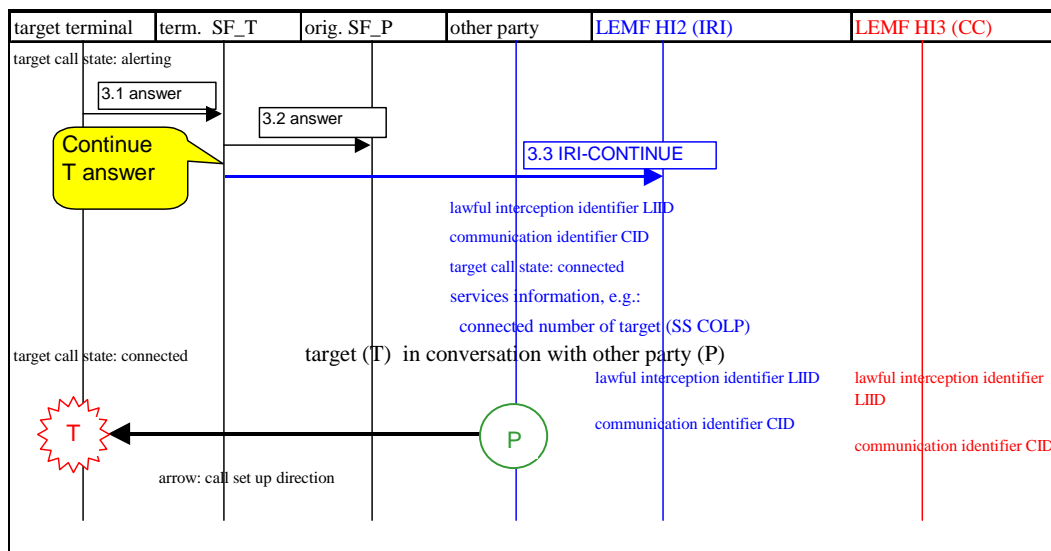 target terminal term. SF_T orig. SF_P other party LEMF HI2 (IRI) LEMF HI3 (CC)
target call state: alerting
3.1 answer
3.2 answer
Continue
T answer
3.3 IRI-CONTINUE
lawful interception identifier LIID
communication identifier CID
target call state: connected
services information, e.g.:
connected number of target (SS COLP)
target call state: connected
target (T) in conversation with other party (P)
lawful interception identifier LIID
communication identifier CID
lawful interception identifier
LIID
communication identifier CID
T
P
arrow: call set up direction